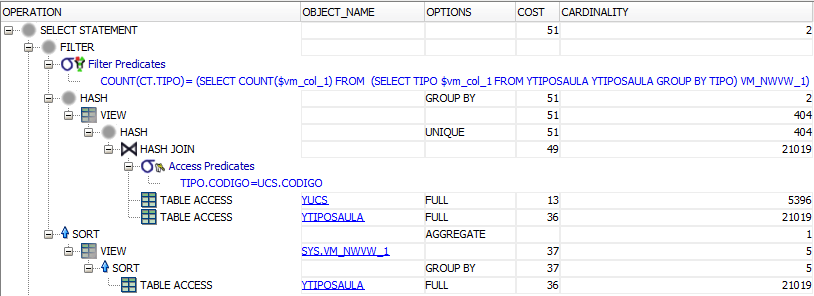 OPERATION OBJECT_NAME OPTIONS COST CARDINALITY
SELECT STATEMENT 51 2
FILTER
Filter Predicates
COUNT(CT.TIPO)= (SELECT COUNT($vm_col_1) FROM (SELECT TIPO $vm_col_1 FROM YTIPOSAULA YTIPOSAULA GROUP BY TIPO) VM_NWVW_1)
HASH GROUP BY 51 2
VIEW 51 404
HASH UNIQUE 51 404
HASH JOIN 49 21019
Access Predicates
TIPO.CODIGO=UCS.CODIGO
TABLE ACCESS YUCS FULL 13 5396
TABLE ACCESS YTIPOSAULA FULL 36 21019
SORT AGGREGATE 1
VIEW SYS.VM_NWVW_1 37 5
SORT GROUP BY 37 5
TABLE ACCESS YTIPOSAULA FULL 36 21019